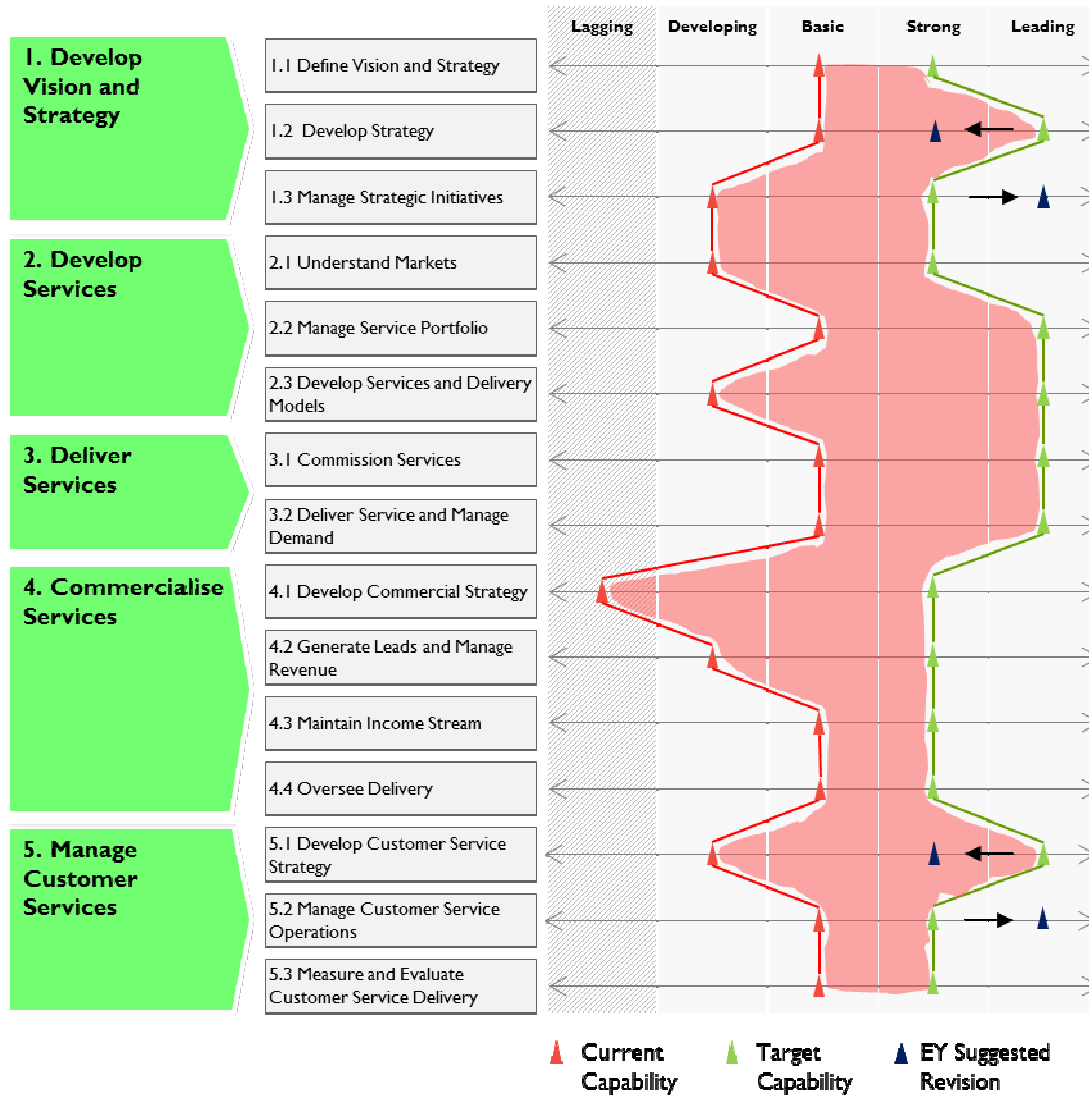 Lagging
Developing
Basic
Strong
Leading
1. Develop
Vision and
Strategy
1.1 Define Vision and Strategy
1.2 Develop Strategy
1.3 Manage Strategic Initiatives
2. Develop
Services
2.1 Understand Markets
2.2 Manage Service Portfolio
2.3 Develop Services and Delivery
Models
3. Deliver
Services
3.1 Commission Services
3.2 Deliver Service and Manage
Demand
4. Commercialise
Services
4.1 Develop Commercial Strategy
4.2 Generate Leads and Manage
Revenue
4.3 Maintain Income Stream
4.4 Oversee Delivery
5. Manage
Customer
Services
5.1 Develop Customer Service
Strategy
5.2 Manage Customer Service
Operations
5.3 Measure and Evaluate
Customer Service Delivery
Current
Capability
Target
Capability
EY Suggested
Revision